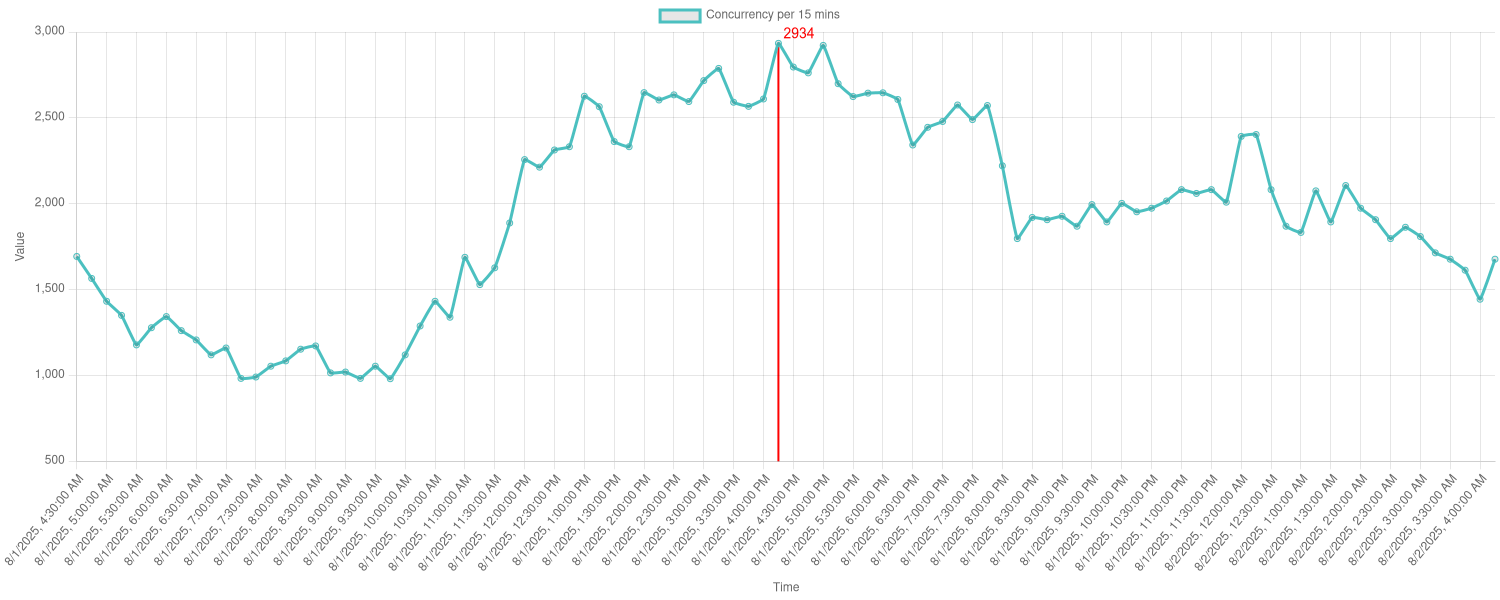 Concurrency per 15 mins
2934
3,000
2,500
2,000
1,500
1,000
500
Value
8/1/2025, 4:30:00 AM
8/1/2025, 5:00:00 AM
8/1/2025, 5:30:00 AM
8/1/2025, 6:00:00 AM
8/1/2025, 6:30:00 AM
8/1/2025, 7:00:00 AM
8/1/2025, 7:30:00 AM
8/1/2025, 8:00:00 AM
8/1/2025, 8:30:00 AM
8/1/2025, 9:00:00 AM
8/1/2025, 9:30:00 AM
8/1/2025, 10:00:00 AM
8/1/2025, 10:30:00 AM
8/1/2025, 11:00:00 AM
8/1/2025, 11:30:00 AM
8/1/2025, 12:00:00 PM
8/1/2025, 12:30:00 PM
8/1/2025, 1:00:00 PM
8/1/2025, 1:30:00 PM
8/1/2025, 2:00:00 PM
8/1/2025, 2:30:00 PM
8/1/2025, 3:00:00 PM
8/1/2025, 3:30:00 PM
8/1/2025, 4:00:00 PM
8/1/2025, 4:30:00 PM
8/1/2025, 5:00:00 PM
8/1/2025, 5:30:00 PM
8/1/2025, 6:00:00 PM
8/1/2025, 6:30:00 PM
8/1/2025, 7:00:00 PM
8/1/2025, 7:30:00 PM
8/1/2025, 8:00:00 PM
8/1/2025, 8:30:00 PM
8/1/2025, 9:00:00 PM
8/1/2025, 9:30:00 PM
8/1/2025, 10:00:00 PM
8/1/2025, 10:30:00 PM
8/1/2025, 11:00:00 PM
8/1/2025, 11:30:00 PM
8/2/2025, 12:00:00 AM
8/2/2025, 12:30:00 AM
8/2/2025, 1:00:00 AM
8/2/2025, 1:30:00 AM
8/2/2025, 2:00:00 AM
8/2/2025, 2:30:00 AM
8/2/2025, 3:00:00 AM
8/2/2025, 3:30:00 AM
8/2/2025, 4:00:00 AM
Time